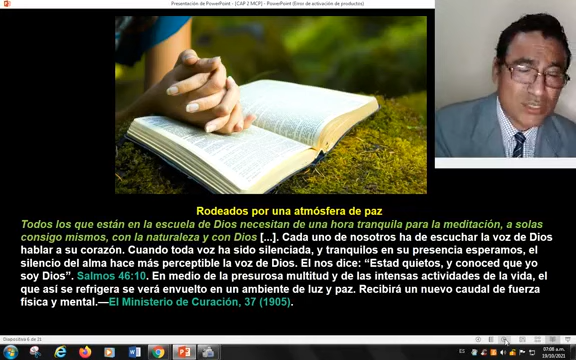 Presentación de PowerPoint - [CAP 2 MCP] - PowerPoint (Error de activación de productos)
Rodeados por una atmósfera de paz
Todos los que están en la escuela de Dios necesitan de una hora tranquila para la meditación, a solas
consigo mismos, con la naturaleza y con Dios [...]. Cada uno de nosotros ha de escuchar la voz de Dios
hablar a su corazón. Cuando toda voz ha sido silenciada, y tranquilos en su presencia esperamos, el
silencio del alma hace más perceptible la voz de Dios. El nos dice: “Estad quietos, y conoced que yo
soy Dios”. Salmos 46:10. En medio de la presurosa multitud y de las intensas actividades de la vida, el
que así se refrigera se verá envuelto en un ambiente de luz y paz. Recibirá un nuevo caudal de fuerza
física y mental.—El Ministerio de Curación, 37 (1905).
Diapositiva 6 de 21
ES
07:08 a.m.
19/10/2021